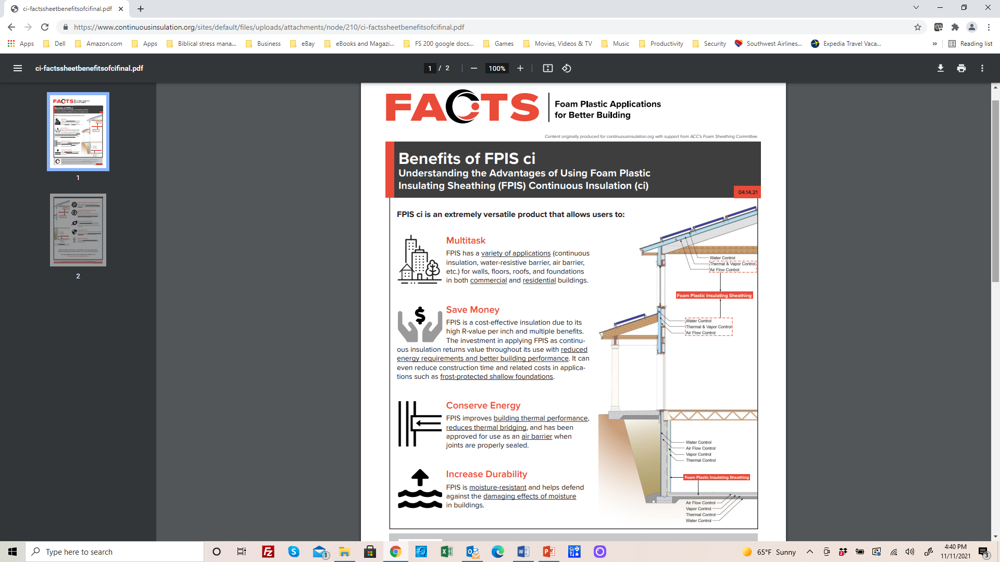 ci-factssheetbenefitsofcifinal.pdf
https://www.continuousinsulation.org/sites/default/files/uploads/attachments/node/210/ci-factssheetbenefitsofcifinal.pdf
Apps Dell Amazon.com Apps Biblical stress mana... Business eBay eBooks and Magazi... FS 200 google docs... Games Movies, Videos & TV Music Productivity Security Southwest Airlines... Expedia Travel Vaca... » Reading list
ci-factssheetbenefitsofcifinal.pdf 1 / 2 100%
1
2
FACTS
Foam Plastic Applications
for Better Building
Content originally produced for continuousinsulation.org with support from ACC's Foam Sheathing Committee.
Benefits of FPIS ci
Understanding the Advantages of Using Foam Plastic
Insulating Sheathing (FPIS) Continuous Insulation (ci)
04.14.21
FPIS ci is an extremely versatile product that allows users to:
Multitask
FPIS has a variety of applications (continuous
insulation, water-resistive barrier, air barrier,
etc.) for walls, floors, roofs, and foundations
in both commercial and residential buildings.
Save Money
FPIS is a cost-effective insulation due to its
high R-value per inch and multiple benefits.
The investment in applying FPIS as continu-
ous insulation returns value throughout its use with reduced
energy requirements and better building performance. It can
even reduce construction time and related costs in applica-
tions such as frost-protected shallow foundations.
Conserve Energy
FPIS improves building thermal performance,
reduces thermal bridging, and has been
approved for use as an air barrier when
joints are properly sealed.
Increase Durability
FPIS is moisture-resistant and helps defend
against the damaging effects of moisture
in buildings.
Water Control
Thermal & Vapor Control
Air Flow Control
Foam Plastic Insulating Sheathing
Water Control
Thermal & Vapor Control
Air Flow Control
Water Control
Air Flow Control
Vapor Control
Thermal Control
Foam Plastic Insulating Sheathing
Air Flow Control
Vapor Control
Thermal Control
Water Control
Type here to search
65°F Sunny
4:40 PM
11/11/2021
3